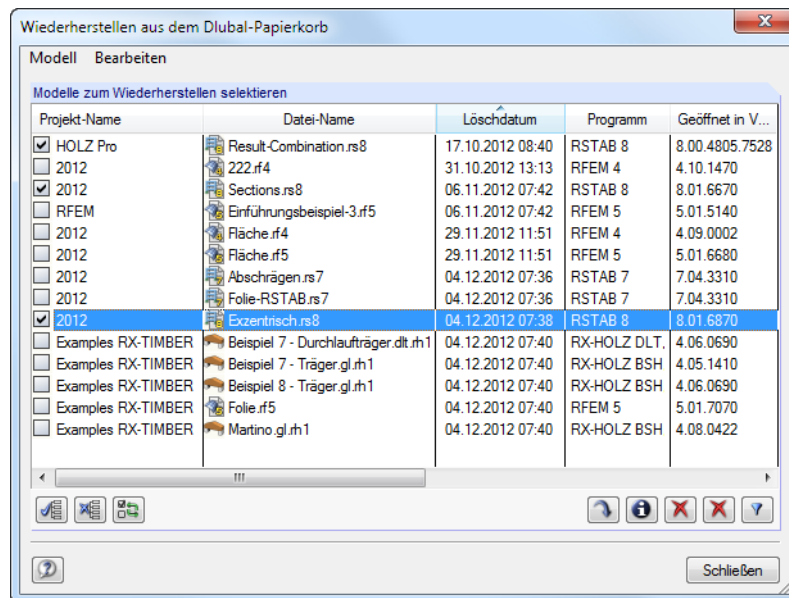 Wiederherstellen aus dem Dlubal-Papierkorb
Modell Bearbeiten
Modelle zum Wiederherstellen selektieren
Projekt-Name Datei-Name Löschdatum Programm Geöffnet in V...
HOLZ Pro Result-Combination.rs8 17.10.2012 08:40 RSTAB 8 8.00.4805.7528
2012 222.rf4 31.10.2012 13:13 RFEM 4 4.10.1470
2012 Sections.rs8 06.11.2012 07:42 RSTAB 8 8.01.6670
RFEM Einführungsbeispiel-3.rf5 06.11.2012 07:42 RFEM 5 5.01.5140
2012 Fläche.rf4 29.11.2012 11:51 RFEM 4 4.09.0002
2012 Fläche.rf5 29.11.2012 11:51 RFEM 5 5.01.6680
2012 Abschrägen.rs7 04.12.2012 07:36 RSTAB 7 7.04.3310
2012 Folie-RSTAB.rs7 04.12.2012 07:36 RSTAB 7 7.04.3310
2012 Exzentrisch.rs8 04.12.2012 07:38 RSTAB 8 8.01.6870
Examples RX-TIMBER Beispiel 7 - Durchlaufträger.dlt.rh1 04.12.2012 07:40 RX-HOLZ DLT, 4.06.0690
Examples RX-TIMBER Beispiel 7 - Träger.gl.rh1 04.12.2012 07:40 RX-HOLZ BSH 4.05.1410
Examples RX-TIMBER Beispiel 8 - Träger.gl.rh1 04.12.2012 07:40 RX-HOLZ BSH 4.06.0690
Examples RX-TIMBER Folie.rf5 04.12.2012 07:40 RFEM 5 5.01.7070
Examples RX-TIMBER Martino.gl.rh1 04.12.2012 07:40 RX-HOLZ BSH 4.08.0422
Schließen